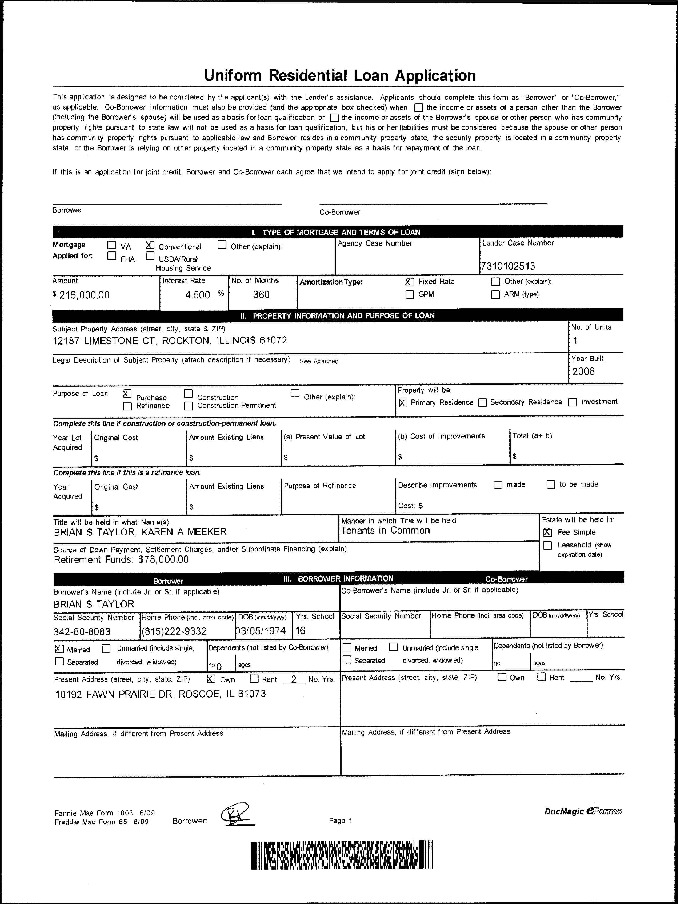 Uniform Residential Loan Application
This application is designed to be completed by the applicant(s) with the Lender's assistance. Applicants should complete this form as "Borrower" or "Co-Borrower,"
as applicable. Co-Borrower information must also be provided (and the appropriate box checked) when ☐ the income or assets of a person other than the Borrower
(including the Borrower's spouse) will be used as a basis for loan qualification or ☐ the income or assets of the Borrower's spouse or other person who has community
property rights pursuant to state law will not be used as a basis for loan qualification, but his or her liabilities must be considered because the spouse or other person
has community property rights pursuant to applicable law and Borrower resides in a community property state, the security property is located in a community property
state, or the Borrower is relying on other property located in a community property state as a basis for repayment of the loan.
If this is an application for joint credit, Borrower and Co-Borrower each agree that we intend to apply for joint credit (sign below):
Borrower Co-Borrower
I. TYPE OF MORTGAGE AND TERMS OF LOAN
Mortgage Applied for: ☐ VA ☒ Conventional ☐ Other (explain): Agency Case Number Lender Case Number
☐ FHA ☐ USDA/Rural Housing Service 7310102513
Amount Interest Rate No. of Months Amortization Type: ☒ Fixed Rate ☐ Other (explain):
$ 215,000.00 4.500 % 360 ☐ GPM ☐ ARM (type):
II. PROPERTY INFORMATION AND PURPOSE OF LOAN
Subject Property Address (street, city, state & ZIP) No. of Units
12187 LIMESTONE CT, ROCKTON, ILLINOIS 61072 1
Legal Description of Subject Property (attach description if necessary) See Attached Year Built
2006
Purpose of Loan ☒ Purchase ☐ Construction ☐ Other (explain): Property will be:
☐ Refinance ☐ Construction-Permanent ☒ Primary Residence ☐ Secondary Residence ☐ Investment
Complete this line if construction or construction-permanent loan.
Year Lot Acquired Original Cost Amount Existing Liens (a) Present Value of Lot (b) Cost of Improvements Total (a + b)
$ $ $ $ $
Complete this line if this is a refinance loan.
Year Acquired Original Cost Amount Existing Liens Purpose of Refinance Describe Improvements ☐ made ☐ to be made
$ $ Cost: $
Title will be held in what Name(s) Manner in which Title will be held Estate will be held in:
BRIAN S TAYLOR, KAREN A MEEKER Tenants in Common ☒ Fee Simple
Source of Down Payment, Settlement Charges, and/or Subordinate Financing (explain) ☐ Leasehold (show expiration date)
Retirement Funds: $78,000.00
Borrower III. BORROWER INFORMATION Co-Borrower
Borrower's Name (include Jr. or Sr. if applicable) Co-Borrower's Name (include Jr. or Sr. if applicable)
BRIAN S TAYLOR
Social Security Number Home Phone (incl. area code) DOB (mm/dd/yyyy) Yrs. School Social Security Number Home Phone (incl. area code) DOB (mm/dd/yyyy) Yrs. School
342-60-8083 (815)222-9332 03/05/1974 16
☒ Married ☐ Unmarried (include single, Dependents (not listed by Co-Borrower) ☐ Married ☐ Unmarried (include single Dependents (not listed by Borrower)
☐ Separated divorced, widowed) no. 0 ages ☐ Separated divorced, widowed) no. ages
Present Address (street, city, state, ZIP) ☒ Own ☐ Rent 2 No. Yrs. Present Address (street, city, state, ZIP) ☐ Own ☐ Rent No. Yrs.
10192 FAWN PRAIRIE DR, ROSCOE, IL 61073
Mailing Address, if different from Present Address Mailing Address, if different from Present Address
Fannie Mae Form 1003 6/09
Freddie Mac Form 65 6/09 Borrower: Page 1 DocMagic eForms